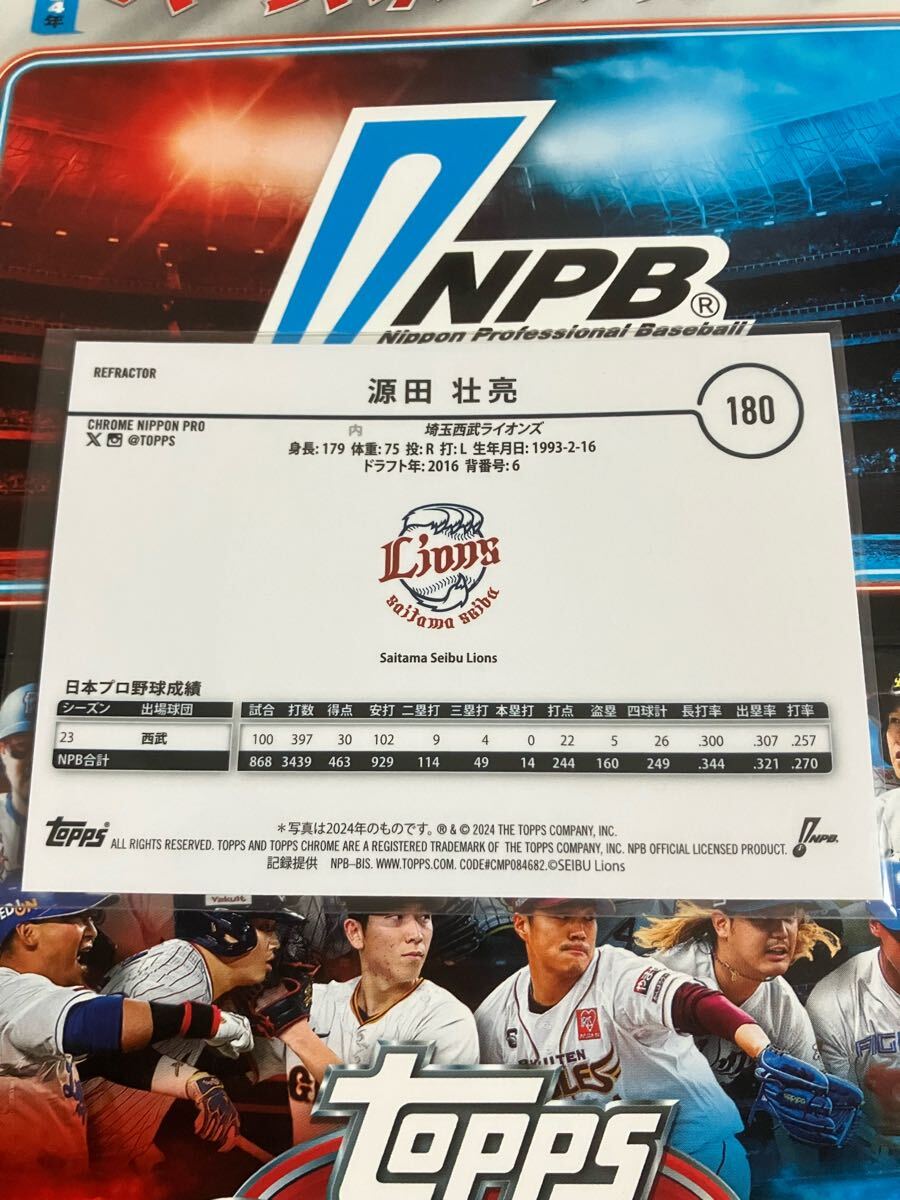 4年
NPB®
Nippon Professional Baseball
REFRACTOR
源田 壮亮
180
CHROME NIPPON PRO
@TOPPS
内 埼玉西武ライオンズ
身長: 179 体重: 75 投: R 打: L 生年月日: 1993-2-16
ドラフト年: 2016 背番号: 6
Lions
Saitama Seibu
Saitama Seibu Lions
日本プロ野球成績
シーズン 出場球団 試合 打数 得点 安打 二塁打 三塁打 本塁打 打点 盗塁 四球計 長打率 出塁率 打率
23 西武 100 397 30 102 9 4 0 22 5 26 .300 .307 .257
NPB合計 868 3439 463 929 114 49 14 244 160 249 .344 .321 .270
Topps®
＊写真は2024年のものです。 ® & © 2024 THE TOPPS COMPANY, INC.
ALL RIGHTS RESERVED. TOPPS AND TOPPS CHROME ARE A REGISTERED TRADEMARK OF THE TOPPS COMPANY, INC. NPB OFFICIAL LICENSED PRODUCT.
NPB.
記録提供 NPB-BIS. WWW.TOPPS.COM. CODE#CMP084682.©SEIBU Lions
Yakult
Topps